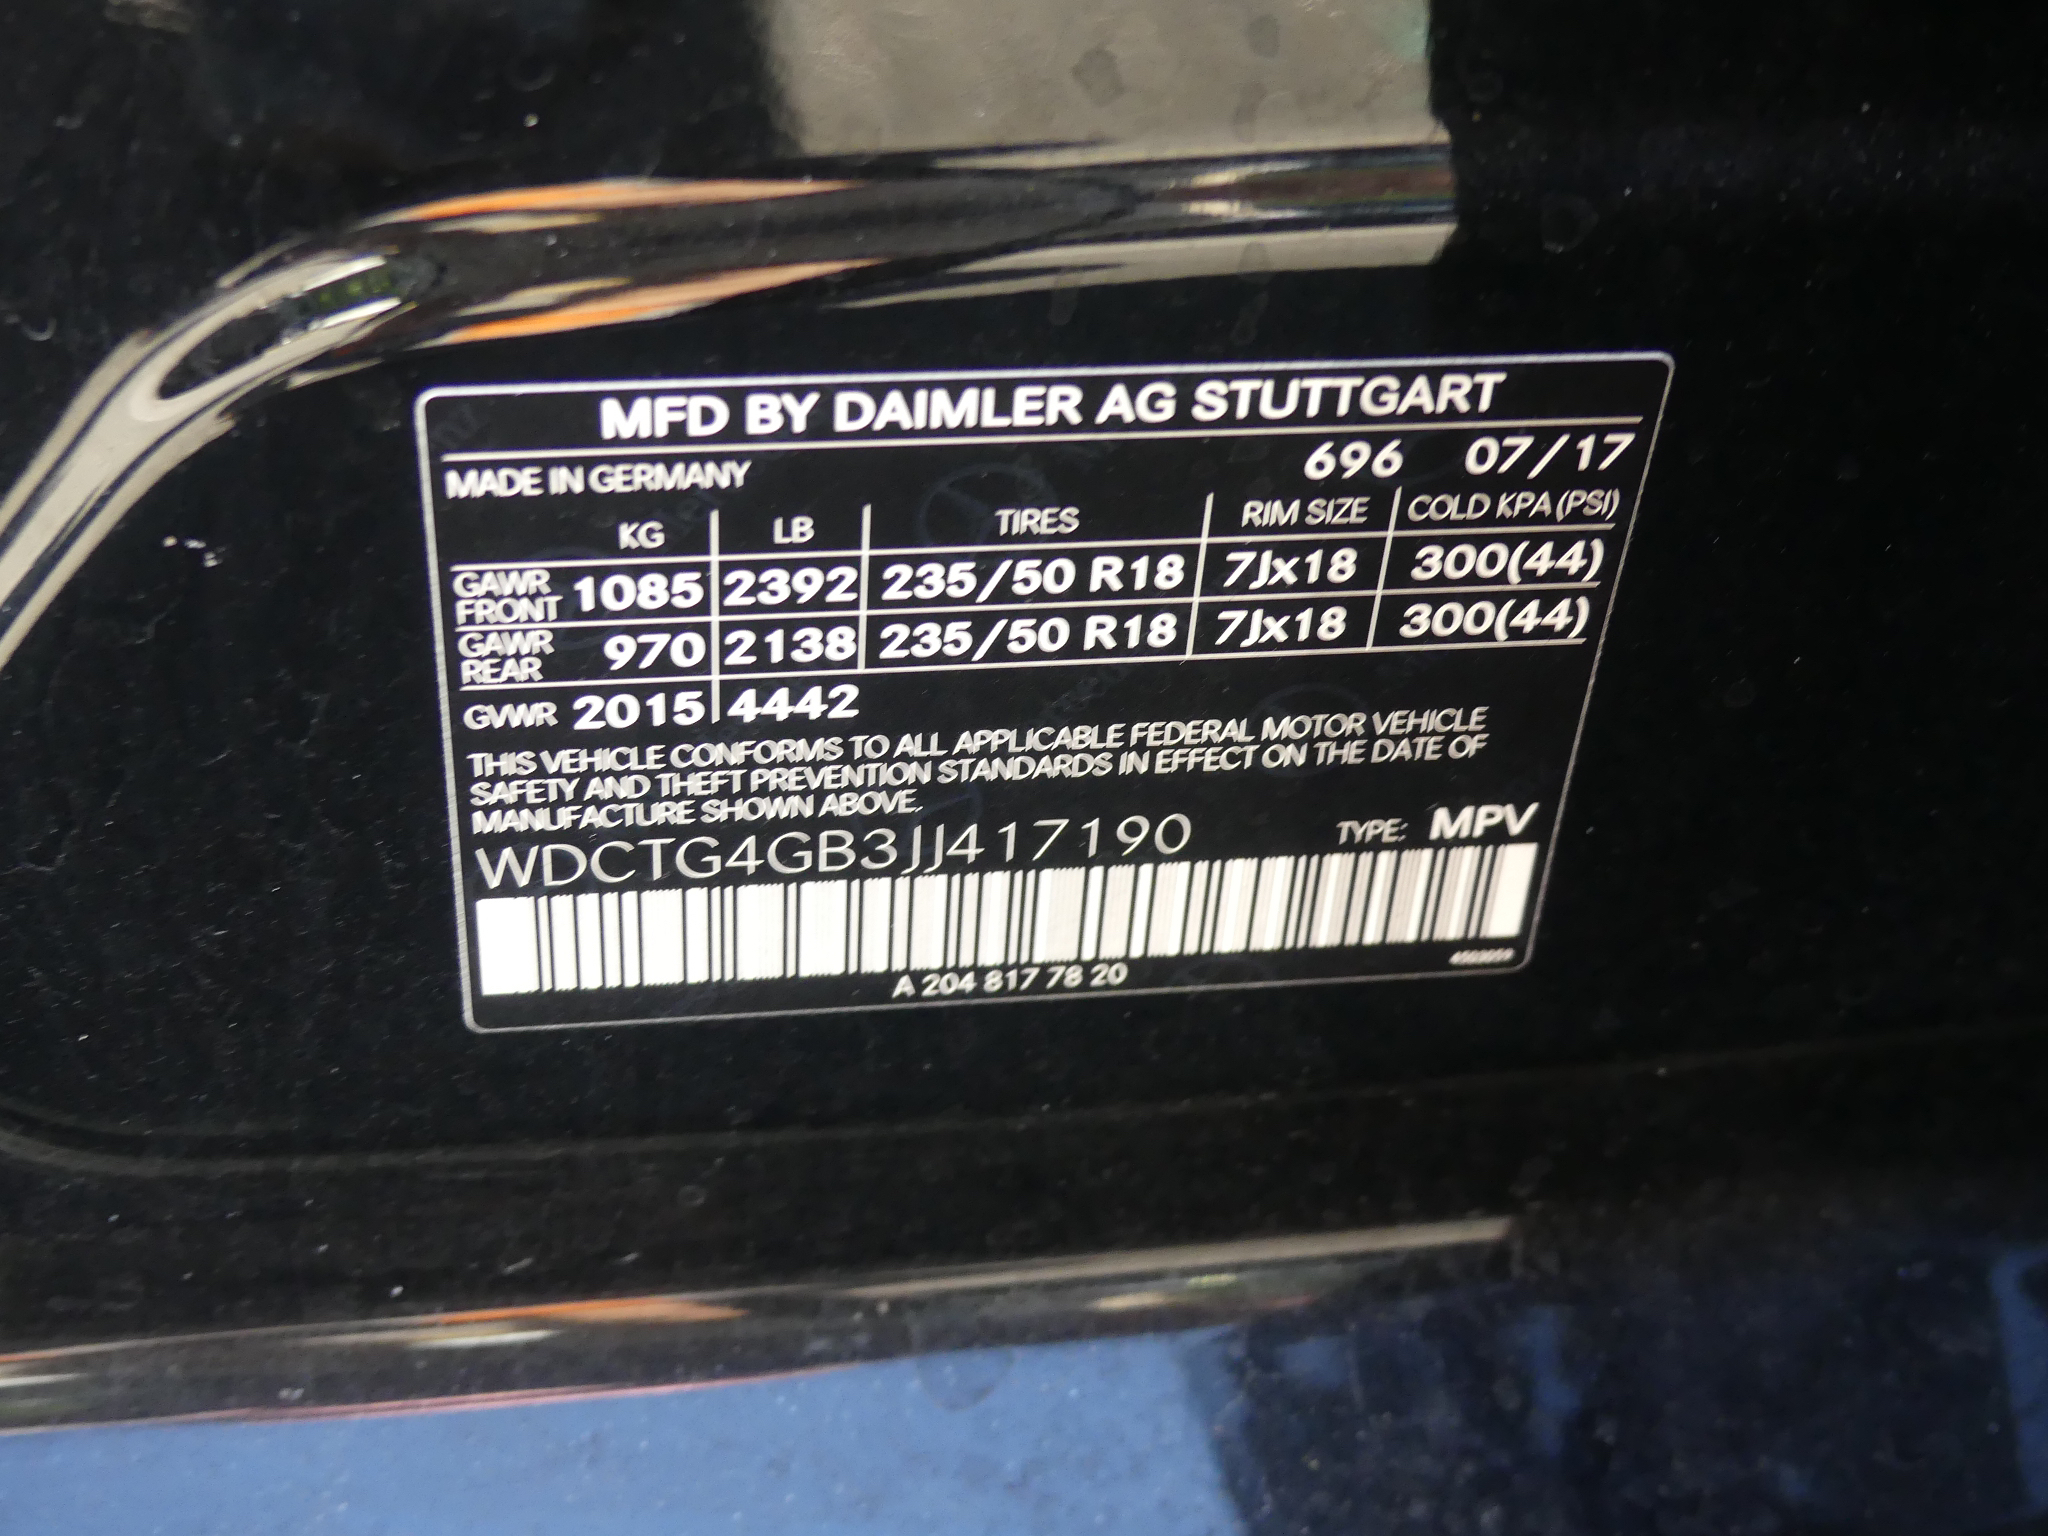 MFD BY DAIMLER AG STUTTGART
MADE IN GERMANY 696 07/17
KG LB TIRES RIM SIZE COLD KPA (PSI)
GAWR FRONT 1085 2392 235/50 R18 7Jx18 300(44)
GAWR REAR 970 2138 235/50 R18 7Jx18 300(44)
GVWR 2015 4442
THIS VEHICLE CONFORMS TO ALL APPLICABLE FEDERAL MOTOR VEHICLE
SAFETY AND THEFT PREVENTION STANDARDS IN EFFECT ON THE DATE OF
MANUFACTURE SHOWN ABOVE.
WDCTG4GB3JJ417190 TYPE: MPV
A 204 817 78 20